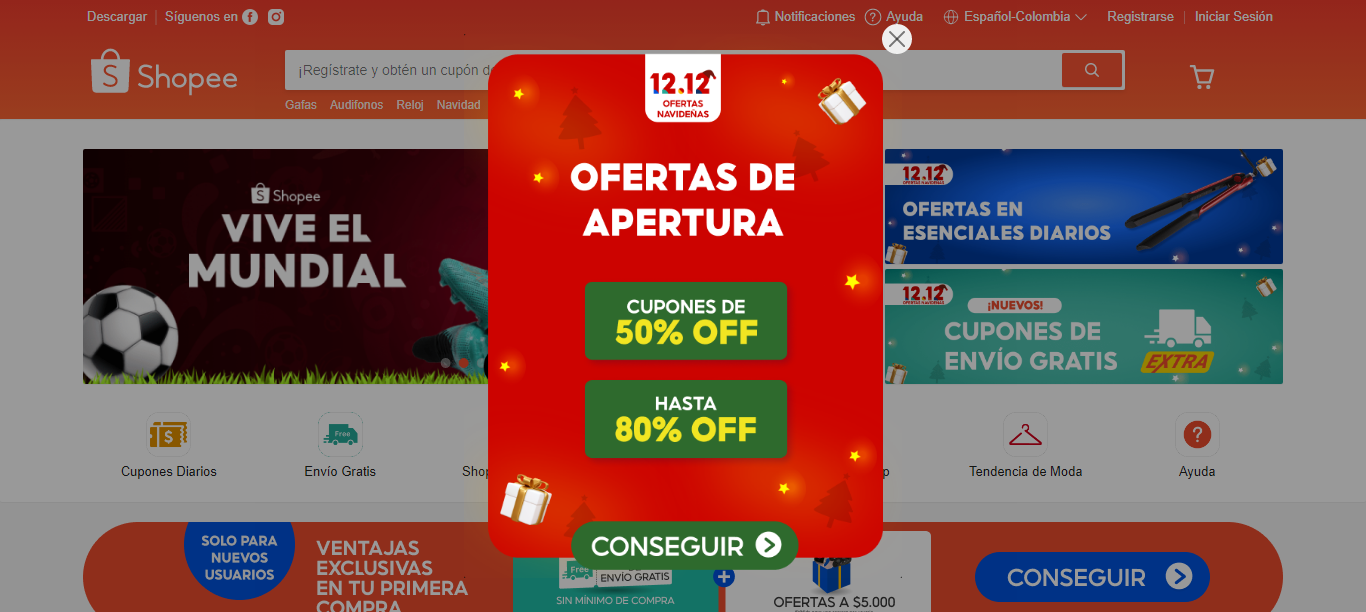 Descargar
Síguenos en
Notificaciones
Ayuda
Español-Colombia
Registrarse
Iniciar Sesión
Shopee
¡Regístrate y obtén un cupón
Gafas Audifonos Reloj Navidad
12.12
OFERTAS
NAVIDEÑAS
OFERTAS DE
APERTURA
CUPONES DE
50% OFF
HASTA
80% OFF
CONSEGUIR
Shopee
VIVE EL
MUNDIAL
12.12
OFERTAS NAVIDEÑAS
OFERTAS EN
ESENCIALES DIARIOS
12.12
OFERTAS NAVIDEÑAS
¡NUEVOS!
CUPONES DE
ENVÍO GRATIS
EXTRA
Free
Cupones Diarios
Envío Gratis
Tendencia de Moda
Ayuda
SOLO PARA
NUEVOS
USUARIOS
VENTAJAS
EXCLUSIVAS
EN TU PRIMERA
COMPRA
Free
ENVÍO GRATIS
SIN MÍNIMO DE COMPRA
OFERTAS A $5.000
CONSEGUIR